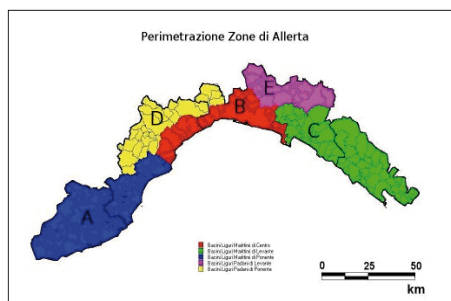 Perimetrazione Zone di Allerta
E
B
D
C
A
Bacini Liguri Marittimi di Centro
Bacini Liguri Marittimi di Levante
Bacini Liguri Marittimi di Ponente
Bacini Liguri Padani di Levante
Bacini Liguri Padani di Ponente
0 25 50
km